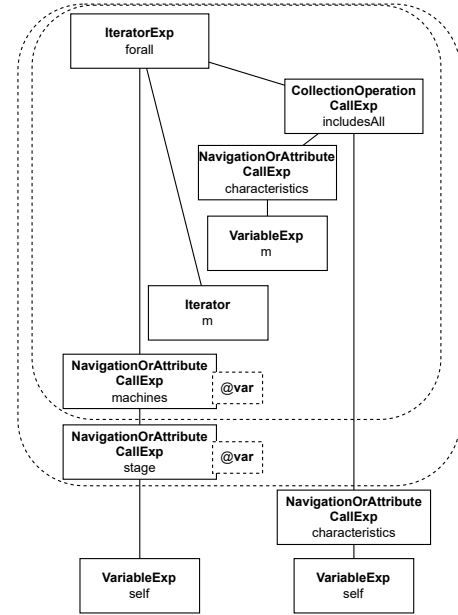 IteratorExp
forall
CollectionOperation
CallExp
includesAll
NavigationOrAttribute
CallExp
characteristics
VariableExp
m
Iterator
m
NavigationOrAttribute
CallExp
machines
@var
NavigationOrAttribute
CallExp
stage
@var
NavigationOrAttribute
CallExp
characteristics
VariableExp
self
VariableExp
self